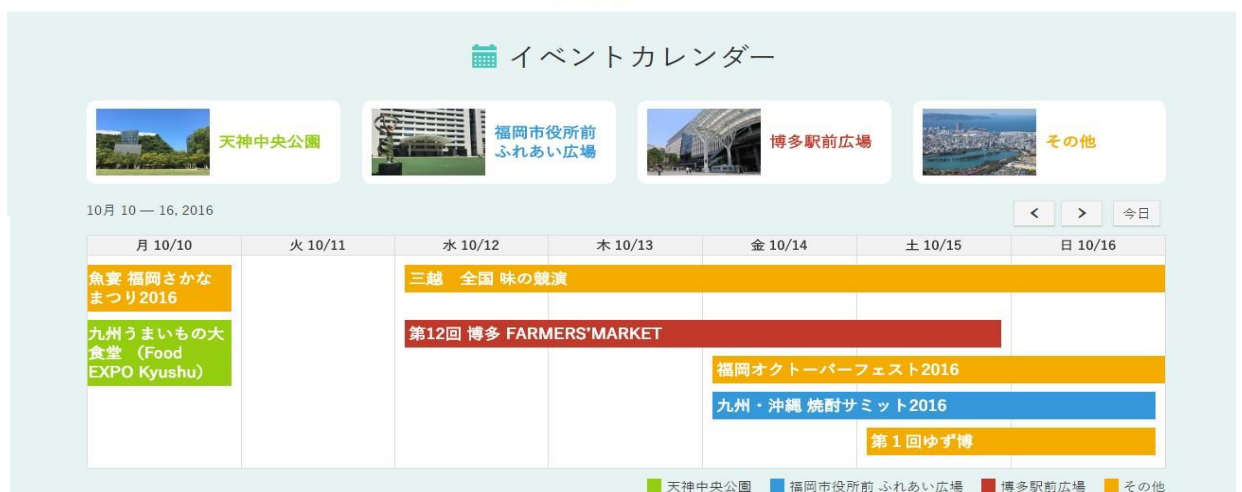 イベントカレンダー
天神中央公園
福岡市役所前
ふれあい広場
博多駅前広場
その他
10月 10 — 16, 2016
< > 今日
月 10/10 火 10/11 水 10/12 木 10/13 金 10/14 土 10/15 日 10/16
魚宴 福岡さかな
まつり2016
三越　全国 味の競演
九州うまいもの大
食堂 （Food
EXPO Kyushu）
第12回 博多 FARMERS’MARKET
福岡オクトーバーフェスト2016
九州・沖縄 焼酎サミット2016
第１回ゆず博
天神中央公園 福岡市役所前 ふれあい広場 博多駅前広場 その他